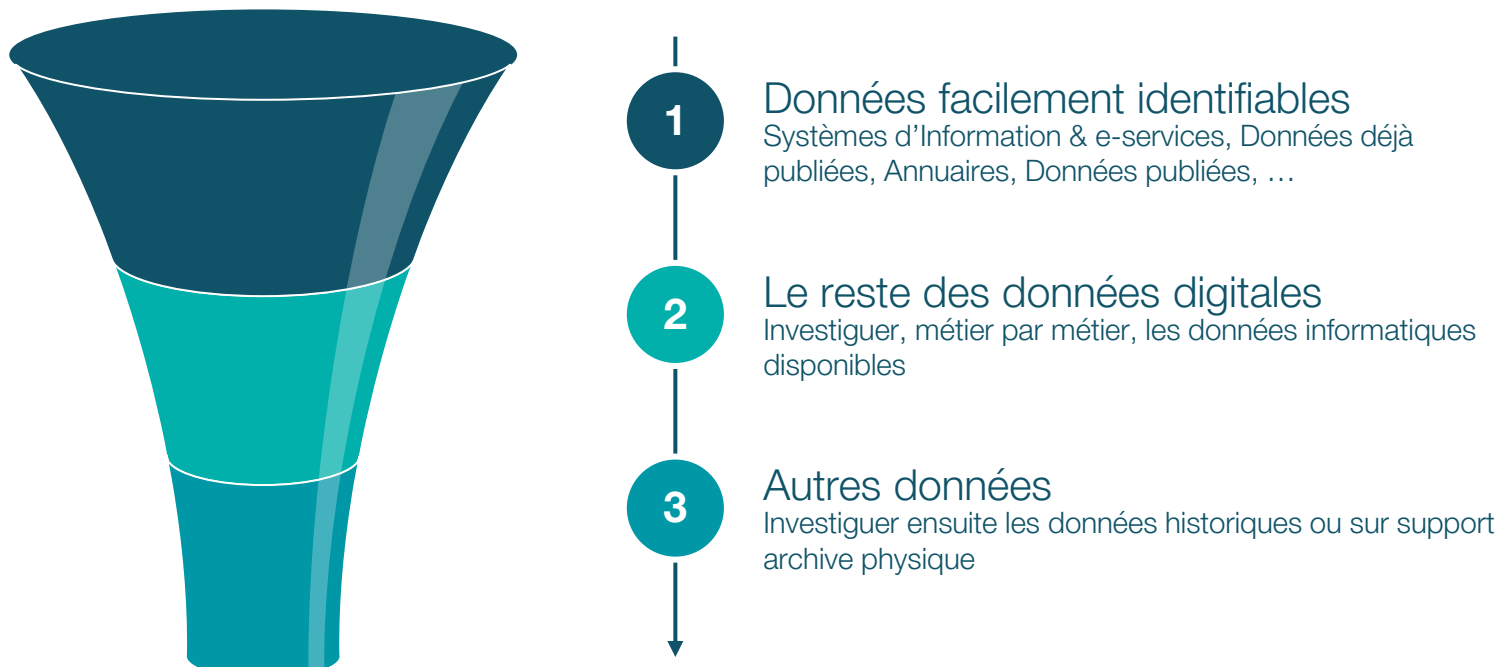 1
Données facilement identifiables
Systèmes d’Information & e-services, Données déjà
publiées, Annuaires, Données publiées, …
2
Le reste des données digitales
Investiguer, métier par métier, les données informatiques
disponibles
3
Autres données
Investiguer ensuite les données historiques ou sur support
archive physique